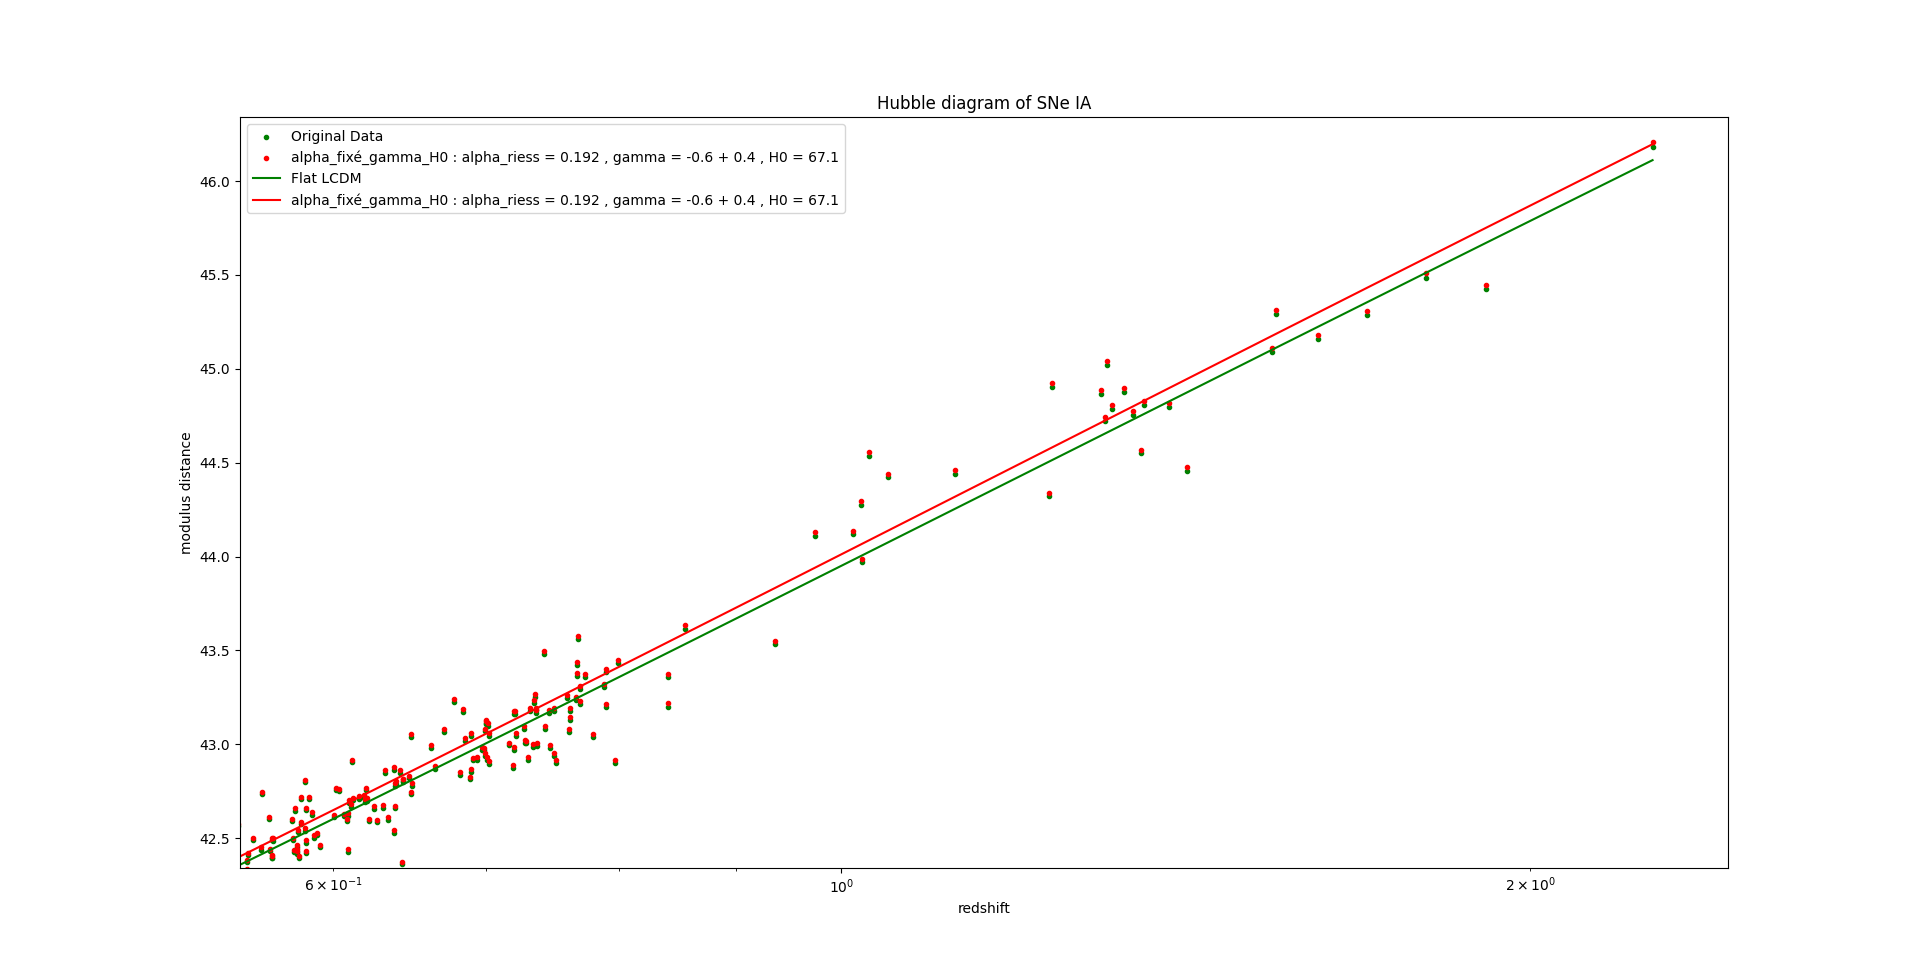 Hubble diagram of SNe IA
Original Data
alpha_fixé_gamma_H0 : alpha_riess = 0.192 , gamma = -0.6 + 0.4 , H0 = 67.1
Flat LCDM
alpha_fixé_gamma_H0 : alpha_riess = 0.192 , gamma = -0.6 + 0.4 , H0 = 67.1
46.0
45.5
45.0
44.5
44.0
43.5
43.0
42.5
modulus distance
6 × 10⁻¹
10⁰
2 × 10⁰
redshift